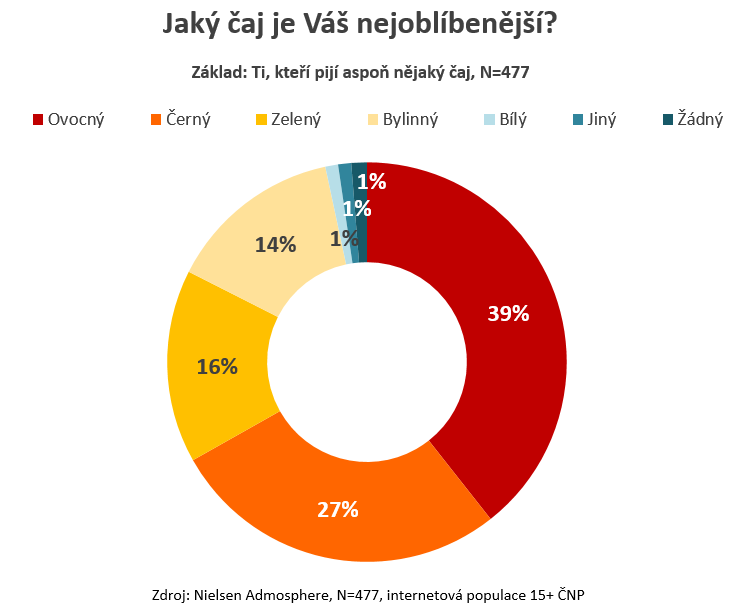 Jaký čaj je Váš nejoblíbenější?
Základ: Ti, kteří pijí aspoň nějaký čaj, N=477
Ovocný Černý Zelený Bylinný Bílý Jiný Žádný
1%
1%
1%
14%
39%
16%
27%
Zdroj: Nielsen Admosphere, N=477, internetová populace 15+ ČNP